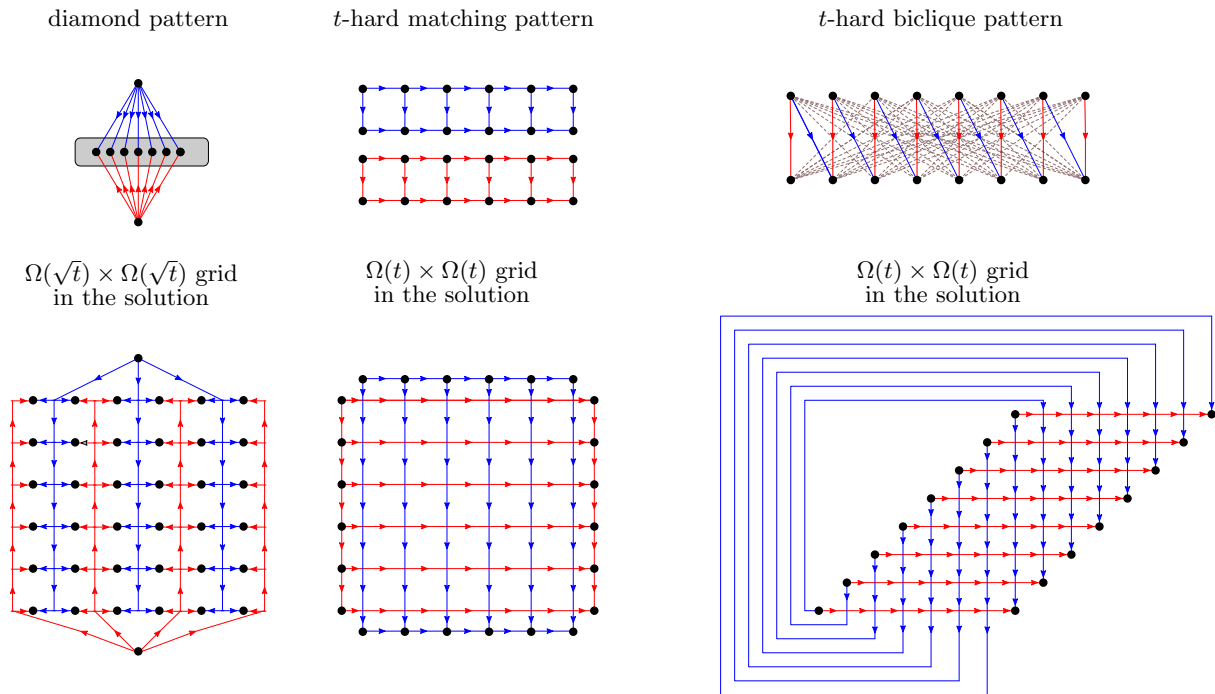 diamond pattern
t-hard matching pattern
t-hard biclique pattern
Ω(√t) × Ω(√t) grid
in the solution
Ω(t) × Ω(t) grid
in the solution
Ω(t) × Ω(t) grid
in the solution